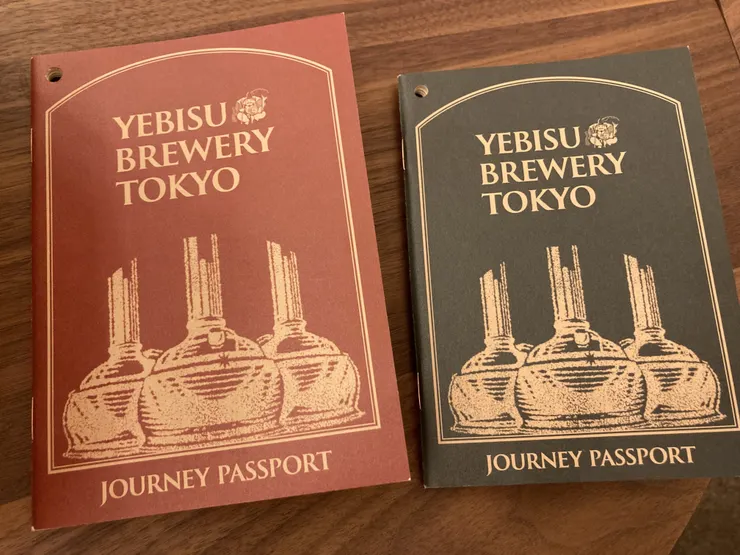 YEBISU
BREWERY
TOKYO
JOURNEY PASSPORT
YEBISU
BREWERY
TOKYO
JOURNEY PASSPORT